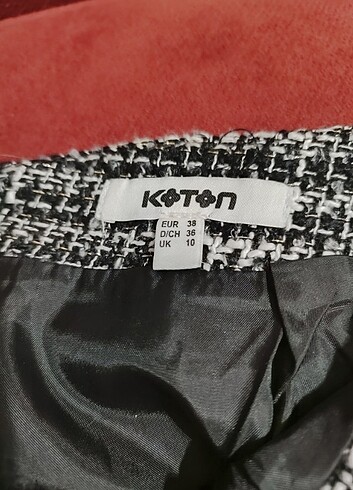 KOTON
EUR 38
D/CH 36
UK 10